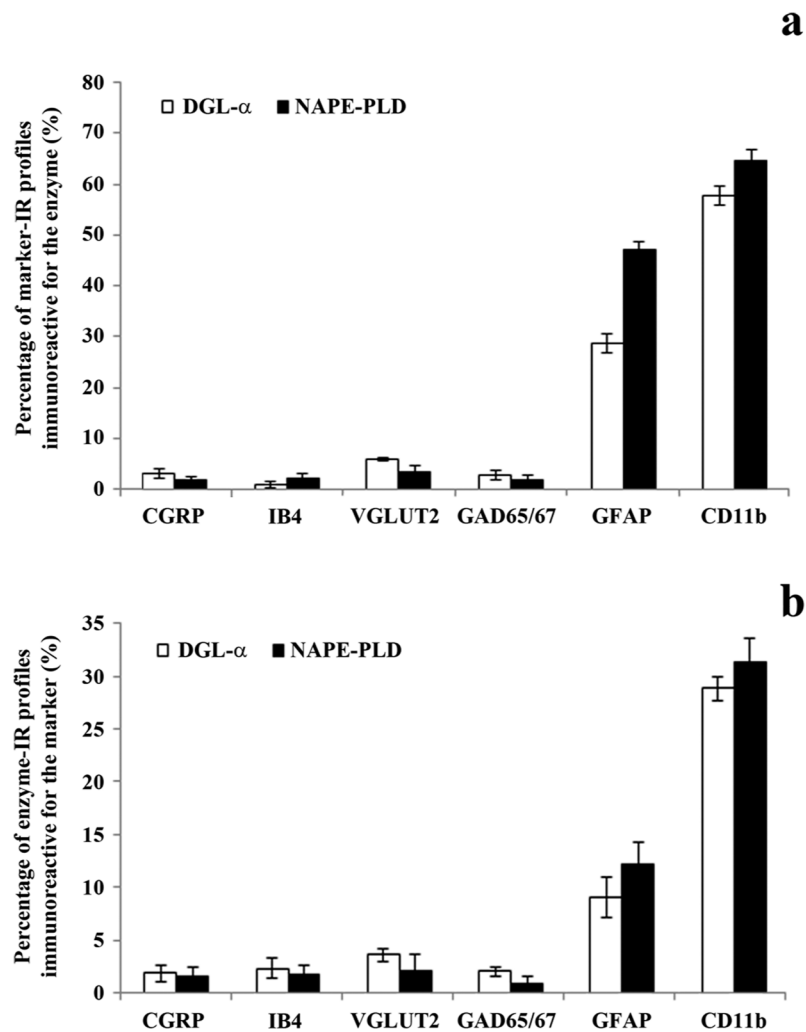 a
Percentage of marker-IR profiles
immunoreactive for the enzyme (%)
80
70
60
50
40
30
20
10
0
DGL-α NAPE-PLD
CGRP IB4 VGLUT2 GAD65/67 GFAP CD11b
b
Percentage of enzyme-IR profiles
immunoreactive for the marker (%)
35
30
25
20
15
10
5
0
DGL-α NAPE-PLD
CGRP IB4 VGLUT2 GAD65/67 GFAP CD11b